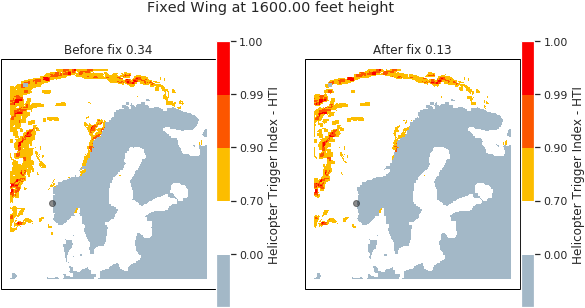 Fixed Wing at 1600.00 feet height
Before fix 0.34
1.00
0.99
0.90
0.70
0.00
Helicopter Trigger Index - HTI
After fix 0.13
1.00
0.99
0.90
0.70
0.00
Helicopter Trigger Index - HTI